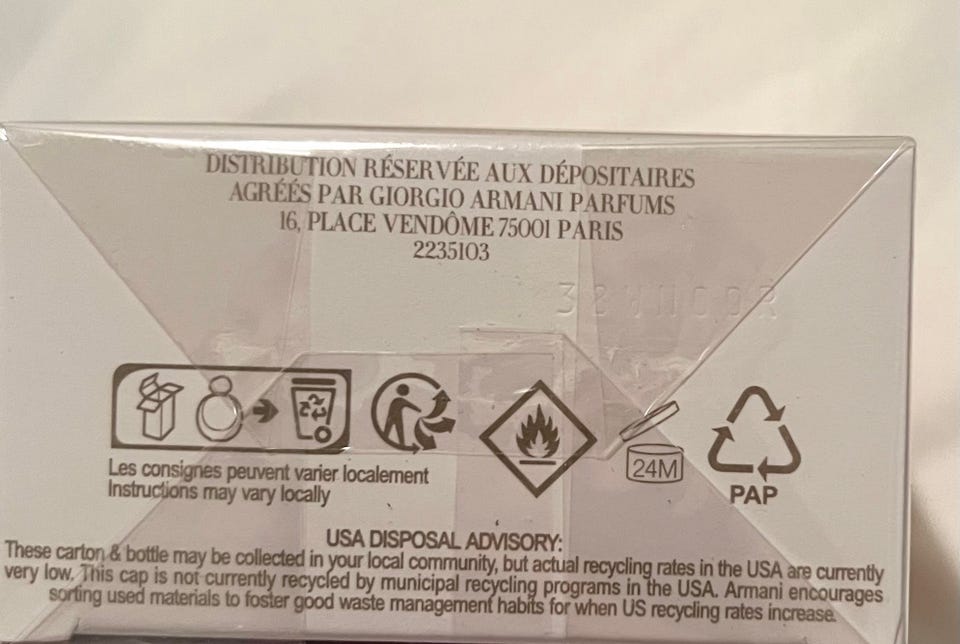 DISTRIBUTION RÉSERVÉE AUX DÉPOSITAIRES
AGRÉÉS PAR GIORGIO ARMANI PARFUMS
16, PLACE VENDÔME 75001 PARIS
2235103
24M
PAP
Les consignes peuvent varier localement
Instructions may vary locally
USA DISPOSAL ADVISORY:
These carton & bottle may be collected in your local community, but actual recycling rates in the USA are currently
very low. This cap is not currently recycled by municipal recycling programs in the USA. Armani encourages
sorting used materials to foster good waste management habits for when US recycling rates increase.